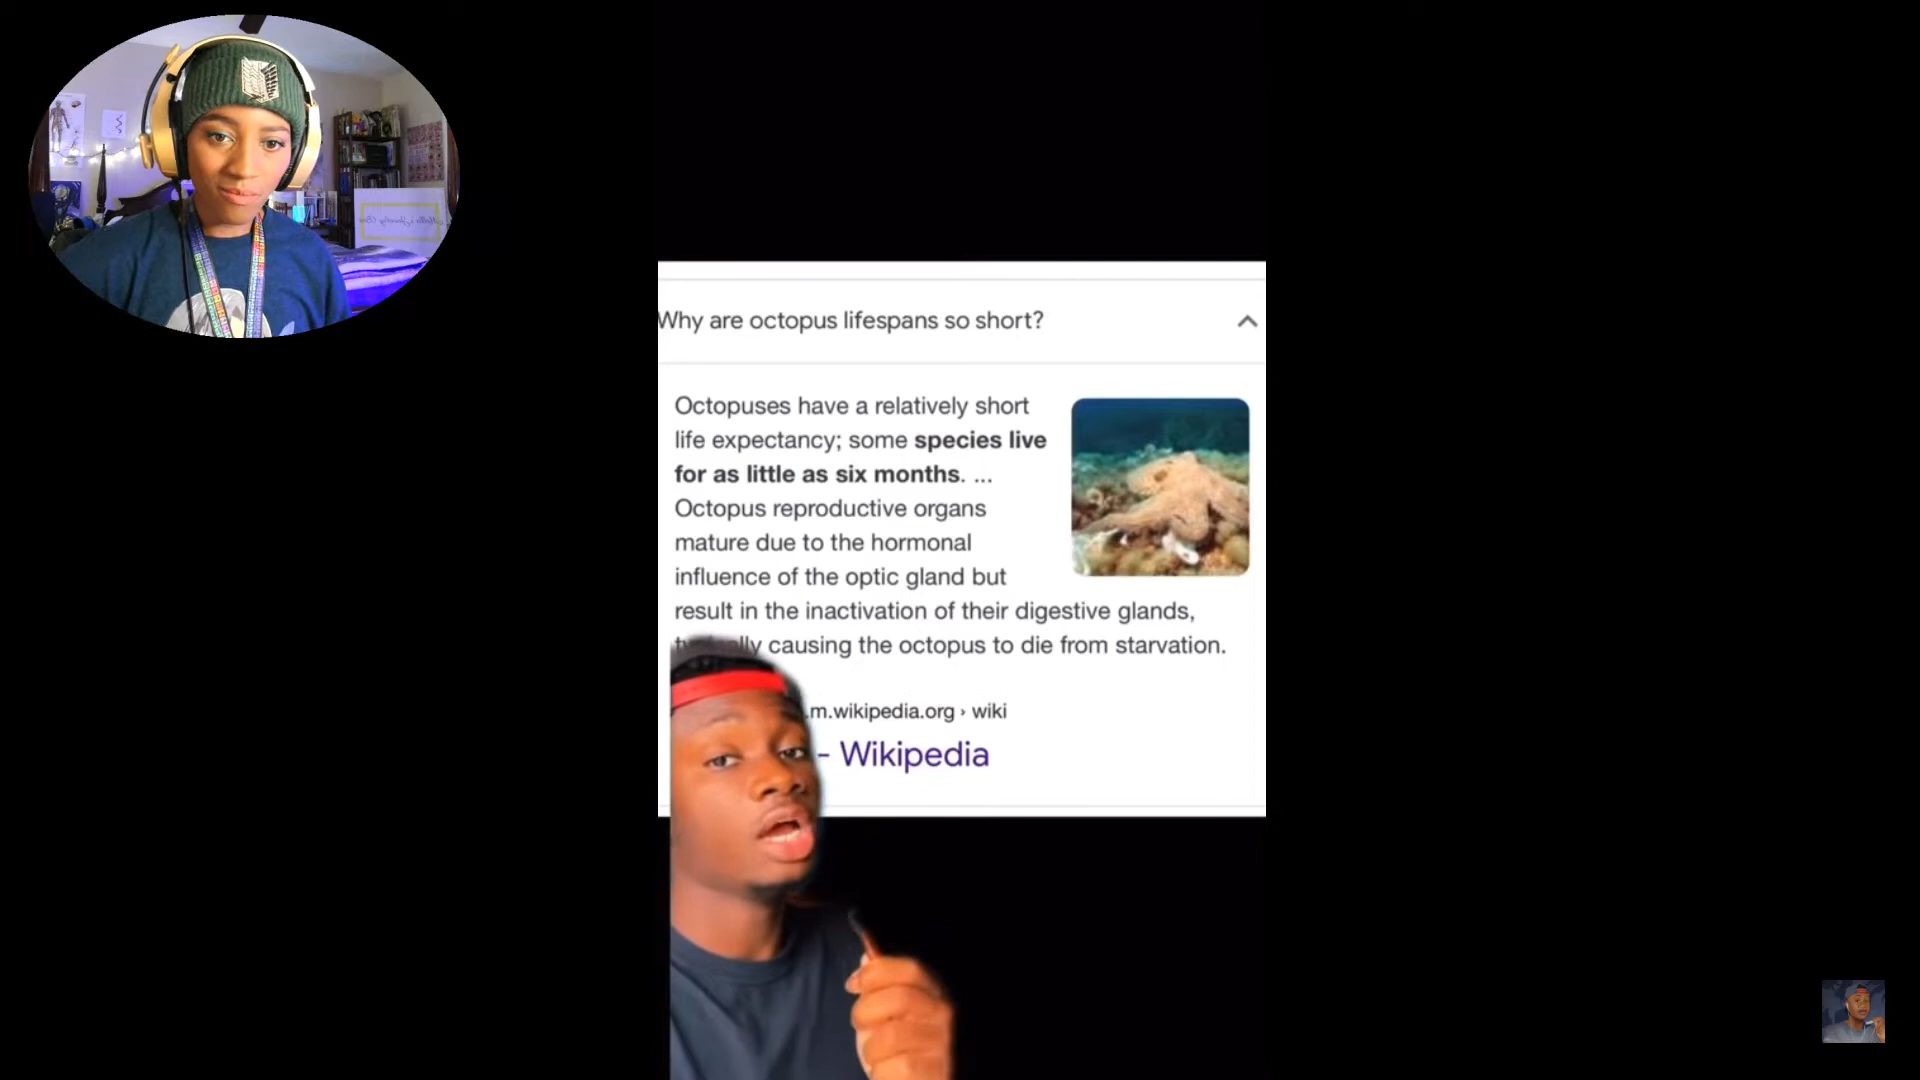 Why are octopus lifespans so short?
Octopuses have a relatively short
life expectancy; some species live
for as little as six months. ...
Octopus reproductive organs
mature due to the hormonal
influence of the optic gland but
result in the inactivation of their digestive glands,
causing the octopus to die from starvation.
.m.wikipedia.org › wiki
- Wikipedia